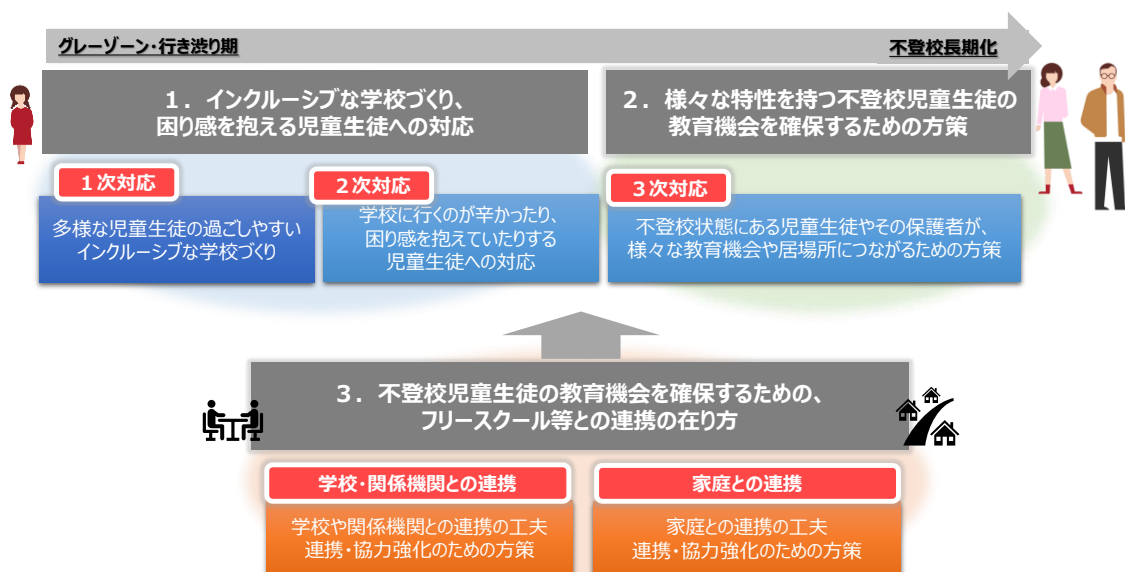 グレーゾーン・行き渋り期
不登校長期化
１．インクルーシブな学校づくり、
困り感を抱える児童生徒への対応
２．様々な特性を持つ不登校児童生徒の
教育機会を確保するための方策
１次対応
多様な児童生徒の過ごしやすい
インクルーシブな学校づくり
２次対応
学校に行くのが辛かったり、
困り感を抱えていたりする
児童生徒への対応
３次対応
不登校状態にある児童生徒やその保護者が、
様々な教育機会や居場所につながるための方策
３．不登校児童生徒の教育機会を確保するための、
フリースクール等との連携の在り方
学校・関係機関との連携
学校や関係機関との連携の工夫
連携・協力強化のための方策
家庭との連携
家庭との連携の工夫
連携・協力強化のための方策